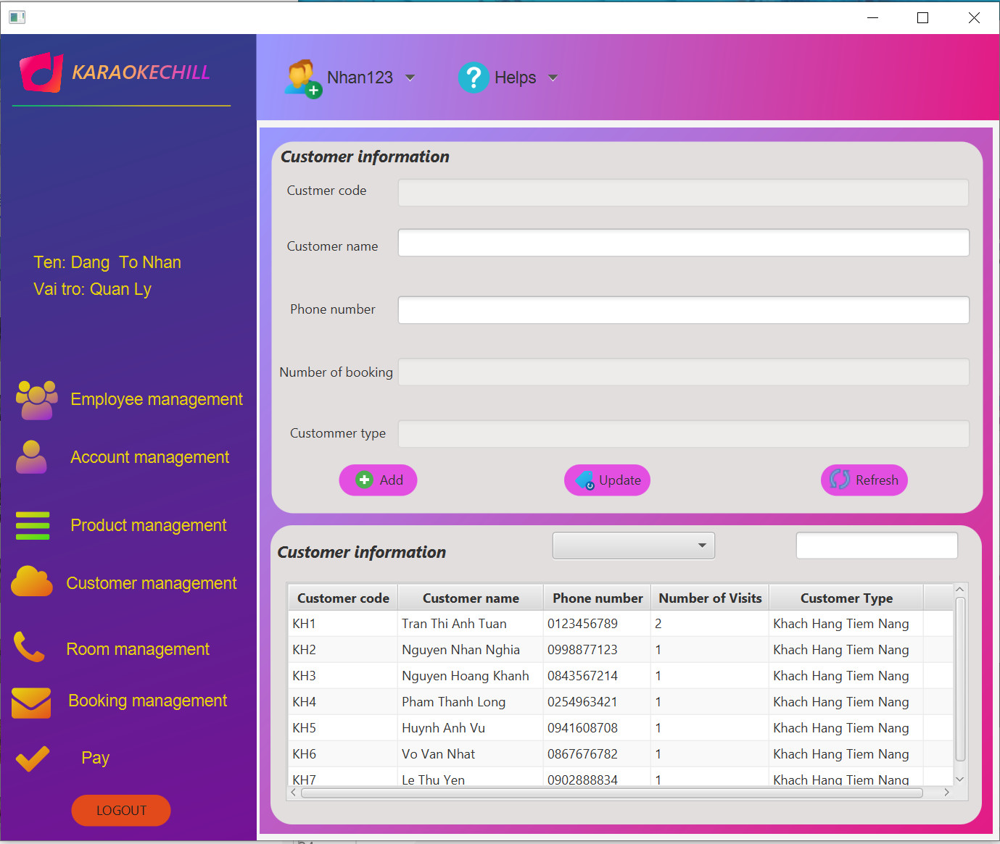 KARAOKECHILL
Nhan123
Helps
Ten: Dang  To Nhan
Vai tro: Quan Ly
Employee management
Account management
Product management
Customer management
Room management
Booking management
Pay
LOGOUT
Customer information
Custmer code
Customer name
Phone number
Number of booking
Custommer type
Add Update Refresh
Customer information
Customer code Customer name Phone number Number of Visits Customer Type
KH1 Tran Thi Anh Tuan 0123456789 2 Khach Hang Tiem Nang
KH2 Nguyen Nhan Nghia 0998877123 1 Khach Hang Tiem Nang
KH3 Nguyen Hoang Khanh 0843567214 1 Khach Hang Tiem Nang
KH4 Pham Thanh Long 0254963421 1 Khach Hang Tiem Nang
KH5 Huynh Anh Vu 0941608708 1 Khach Hang Tiem Nang
KH6 Vo Van Nhat 0867676782 1 Khach Hang Tiem Nang
KH7 Le Thu Yen 0902888834 1 Khach Hang Tiem Nang